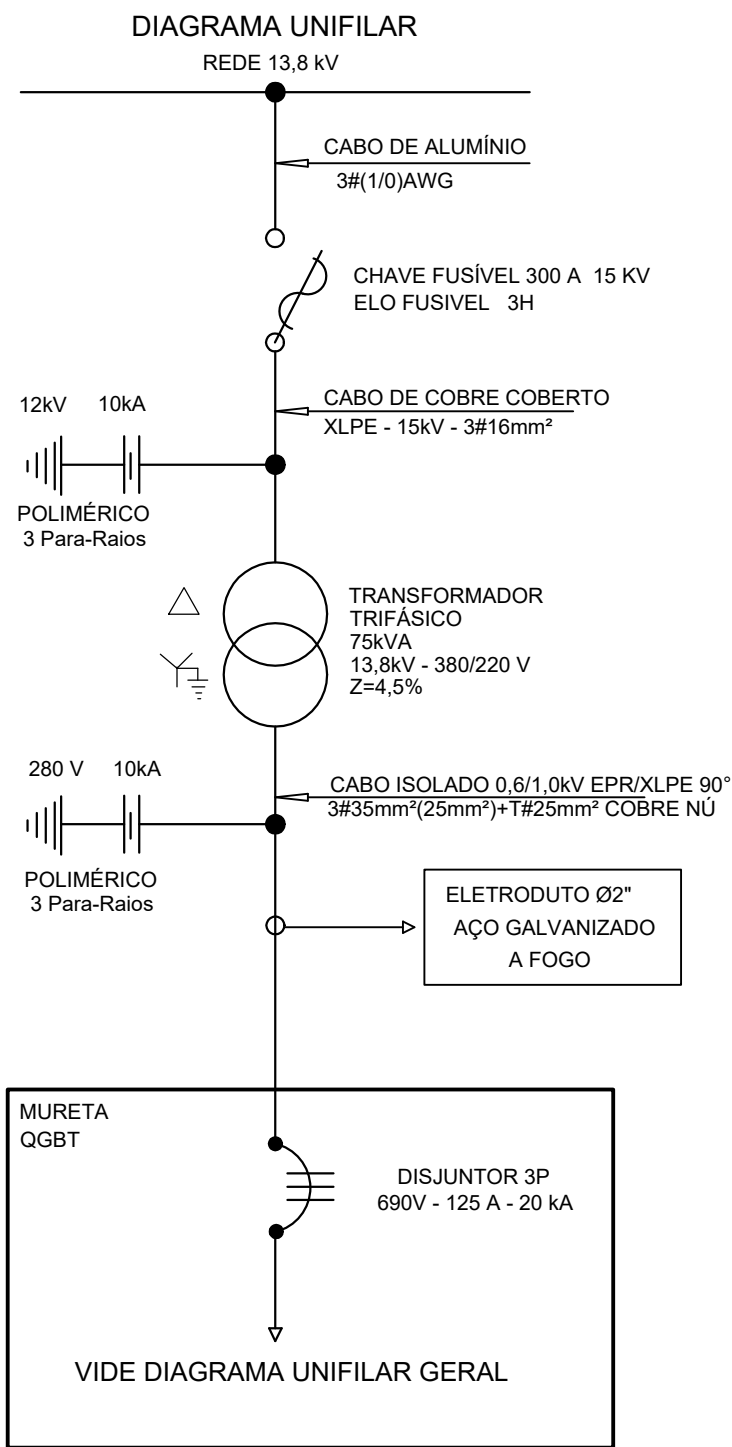 DIAGRAMA UNIFILAR
REDE 13,8 kV
CABO DE ALUMÍNIO
3#(1/0)AWG
CHAVE FUSÍVEL 300 A 15 KV
ELO FUSIVEL 3H
CABO DE COBRE COBERTO
XLPE - 15kV - 3#16mm²
12kV 10kA
POLIMÉRICO
3 Para-Raios
TRANSFORMADOR
TRIFÁSICO
75kVA
13,8kV - 380/220 V
Z=4,5%
280 V 10kA
CABO ISOLADO 0,6/1,0kV EPR/XLPE 90°
3#35mm²(25mm²)+T#25mm² COBRE NÚ
POLIMÉRICO
3 Para-Raios
ELETRODUTO Ø2"
AÇO GALVANIZADO
A FOGO
MURETA
QGBT
DISJUNTOR 3P
690V - 125 A - 20 kA
VIDE DIAGRAMA UNIFILAR GERAL